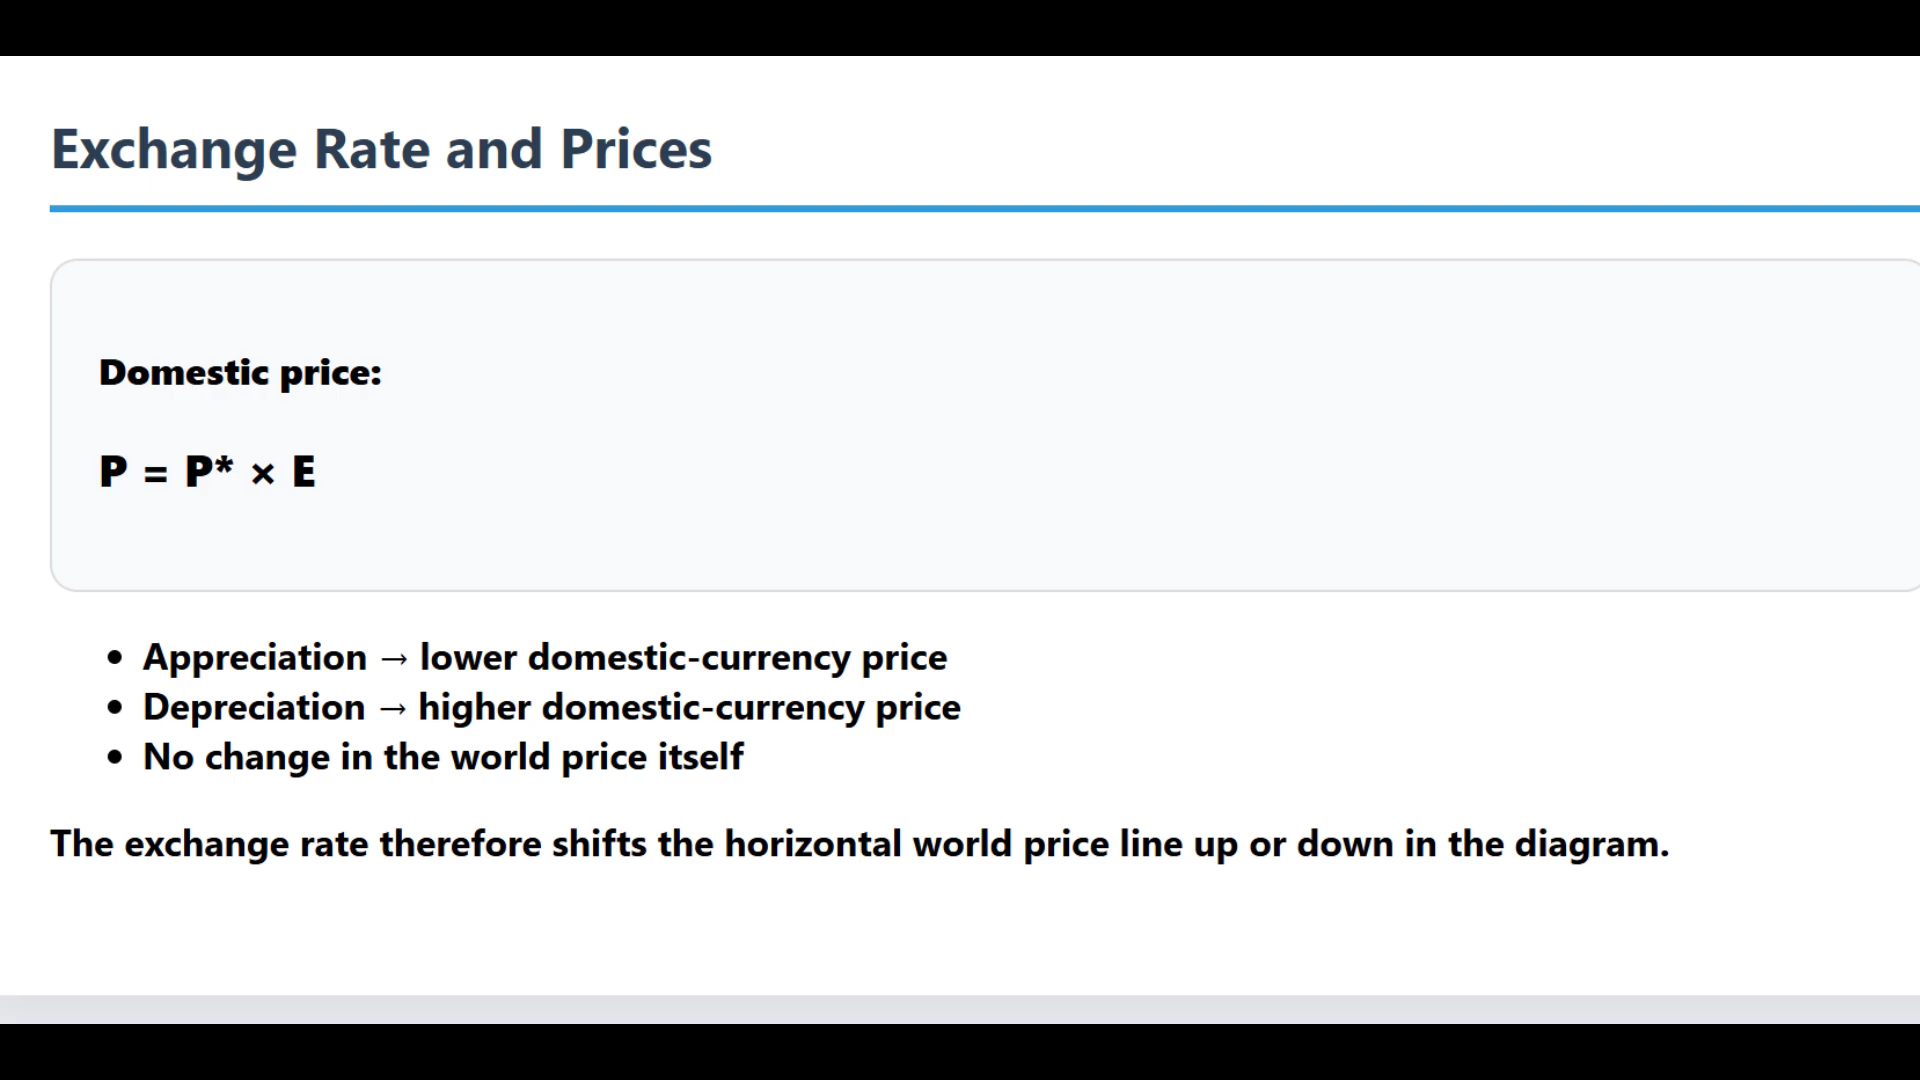 Exchange Rate and Prices
Domestic price:
P = P* × E
• Appreciation → lower domestic-currency price
• Depreciation → higher domestic-currency price
• No change in the world price itself
The exchange rate therefore shifts the horizontal world price line up or down in the diagram.